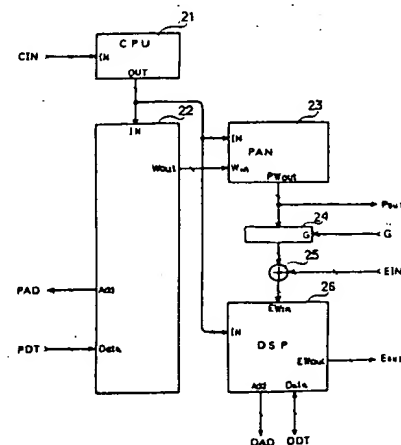 21
CPU
CIN
IN
OUT
22
23
IN
IN
PAN
Wout
Win
PWout
Pout
24
G
G
25
EIN
EWin
26
PAD
Add
IN
DSP
PDT
Data
EWout
Eout
Add
Data
DAD
DDT